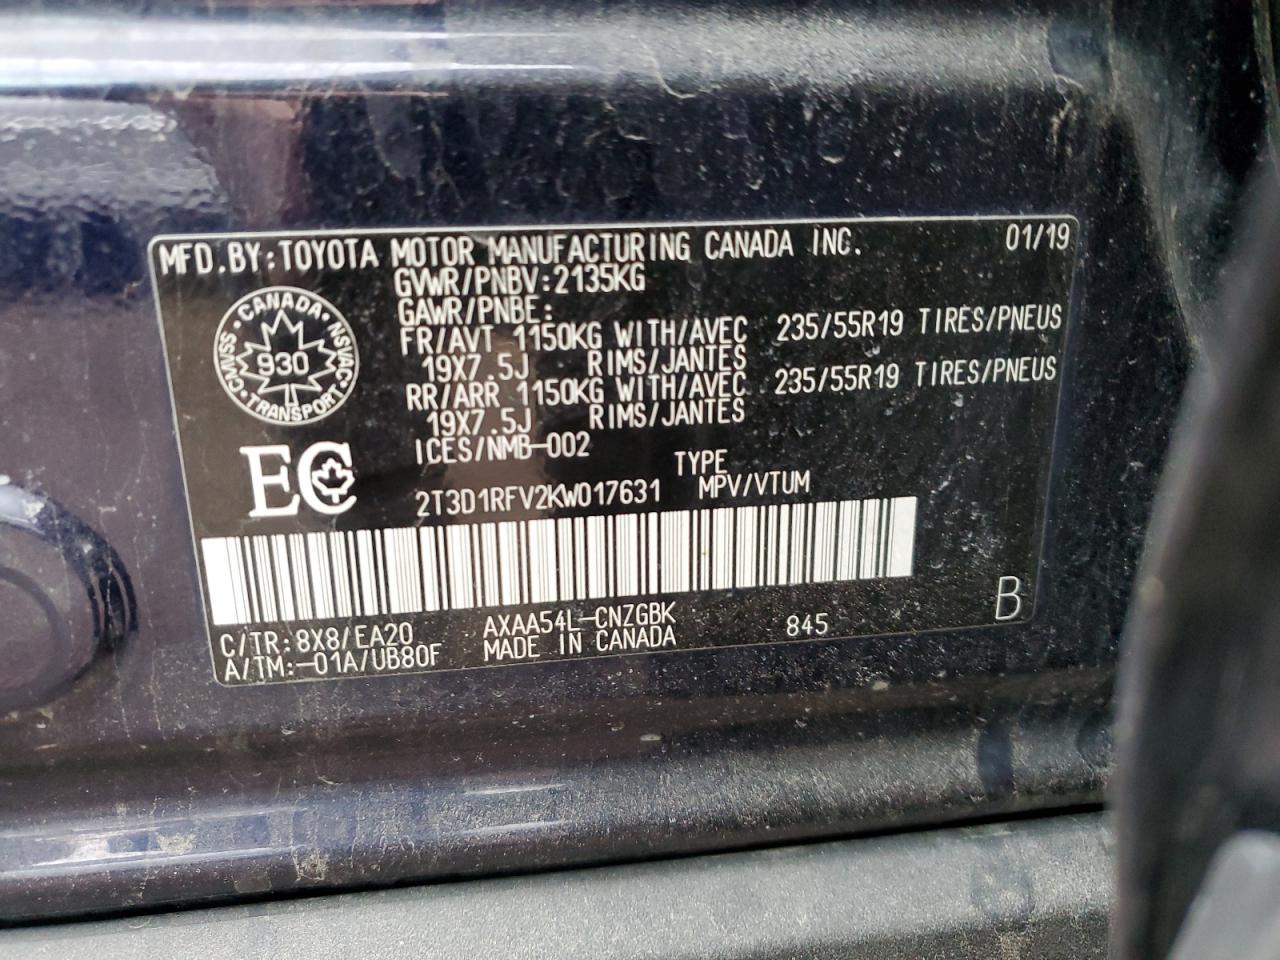 MFD.BY:TOYOTA MOTOR MANUFACTURING CANADA INC. 01/19
GVWR/PNBV:2135KG
GAWR/PNBE:
FR/AVT 1150KG WITH/AVEC 235/55R19 TIRES/PNEUS
19X7.5J RIMS/JANTES
RR/ARR 1150KG WITH/AVEC 235/55R19 TIRES/PNEUS
19X7.5J RIMS/JANTES
ICES/NMB-002
CANADA
CMVSS NSVAC
930
TRANSPORT
EC
TYPE
2T3D1RFV2KW017631 MPV/VTUM
C/TR:8X8/EA20 AXAA54L-CNZGBK 845 B
A/TM:-01A/UB80F MADE IN CANADA